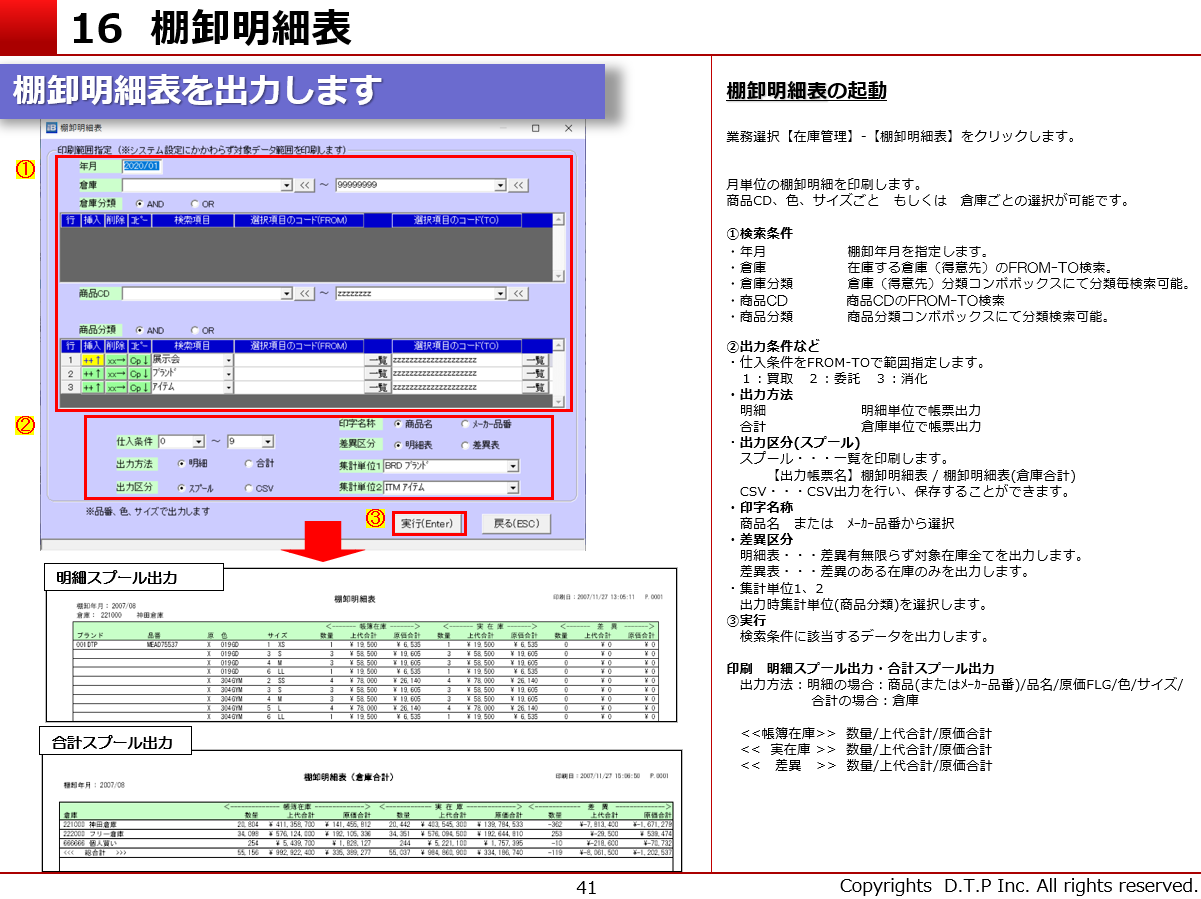 16 棚卸明細表
棚卸明細表を出力します
棚卸明細表
印刷範囲指定（※システム設定にかかわらず対象データ範囲を印刷します）
①
年月 2020/01
倉庫 << ～ 99999999 <<
倉庫分類 AND OR
行 挿入 削除 ｺﾋﾟｰ 検索項目 選択項目のコード(FROM) 選択項目のコード(TO)
商品CD << ～ zzzzzzzz <<
商品分類 AND OR
行 挿入 削除 ｺﾋﾟｰ 検索項目 選択項目のコード(FROM) 選択項目のコード(TO)
1 ++↑ xx→ Cp↓ 展示会 一覧 zzzzzzzzzzzzzzzzzzzz 一覧
2 ++↑ xx→ Cp↓ ﾌﾞﾗﾝﾄﾞ 一覧 zzzzzzzzzzzzzzzzzzzz 一覧
3 ++↑ xx→ Cp↓ ｱｲﾃﾑ 一覧 zzzzzzzzzzzzzzzzzzzz 一覧
②
印字名称 商品名 ﾒｰｶｰ品番
仕入条件 0 ～ 9 差異区分 明細表 差異表
出力方法 明細 合計 集計単位1 BRD ﾌﾞﾗﾝﾄﾞ
出力区分 ｽﾌﾟｰﾙ CSV 集計単位2 ITM アイテム
※品番、色、サイズで出力します
③ 実行(Enter) 戻る(ESC)
明細スプール出力
棚卸明細表 印刷日：2007/11/27 13:05:11 P.0001
棚卸年月：2007/08
倉庫： 221000 神田倉庫
<------ 帳簿在庫 ------> <------ 実 在 庫 ------> <------ 差 異 ------>
ブランド 品番 原 色 サイズ 数量 上代合計 原価合計 数量 上代合計 原価合計 数量 上代合計 原価合計
001DTP MEAD75537 X 019GD 1 XS 1 ¥ 19,500 ¥ 6,535 1 ¥ 19,500 ¥ 6,535 0 ¥ 0 ¥ 0
X 019GD 3 S 3 ¥ 58,500 ¥ 19,605 3 ¥ 58,500 ¥ 19,605 0 ¥ 0 ¥ 0
X 019GD 4 M 3 ¥ 58,500 ¥ 19,605 3 ¥ 58,500 ¥ 19,605 0 ¥ 0 ¥ 0
X 019GD 6 LL 1 ¥ 19,500 ¥ 6,535 1 ¥ 19,500 ¥ 6,535 0 ¥ 0 ¥ 0
X 304GYM 2 SS 4 ¥ 78,000 ¥ 26,140 4 ¥ 78,000 ¥ 26,140 0 ¥ 0 ¥ 0
X 304GYM 3 S 3 ¥ 58,500 ¥ 19,605 3 ¥ 58,500 ¥ 19,605 0 ¥ 0 ¥ 0
X 304GYM 4 M 3 ¥ 58,500 ¥ 19,605 3 ¥ 58,500 ¥ 19,605 0 ¥ 0 ¥ 0
X 304GYM 5 L 4 ¥ 78,000 ¥ 26,140 4 ¥ 78,000 ¥ 26,140 0 ¥ 0 ¥ 0
X 304GYM 6 LL 1 ¥ 19,500 ¥ 6,535 1 ¥ 19,500 ¥ 6,535 0 ¥ 0 ¥ 0
合計スプール出力
棚卸明細表（倉庫合計） 印刷日：2007/11/27 15:06:50 P.0001
棚卸年月：2007/08
<------ 帳簿在庫 ------> <------ 実 在 庫 ------> <------ 差 異 ------>
倉庫 数量 上代合計 原価合計 数量 上代合計 原価合計 数量 上代合計 原価合計
221000 神田倉庫 20,804 ¥ 411,358,700 ¥ 141,455,812 20,442 ¥ 403,545,300 ¥ 139,784,533 -362 ¥-7,813,400 ¥-1,671,279
222000 フリー倉庫 34,098 ¥ 576,124,000 ¥ 192,105,336 34,351 ¥ 576,094,500 ¥ 192,644,810 253 ¥-29,500 ¥ 539,474
666666 個人買い 254 ¥ 5,439,700 ¥ 1,828,127 244 ¥ 5,221,100 ¥ 1,757,395 -10 ¥-218,600 ¥-70,732
<<< 総合計 >>> 55,156 ¥ 992,922,400 ¥ 335,389,277 55,037 ¥ 984,860,900 ¥ 334,186,740 -119 ¥-8,061,500 ¥-1,202,537
棚卸明細表の起動
業務選択【在庫管理】-【棚卸明細表】をクリックします。
月単位の棚卸明細を印刷します。
商品CD、色、サイズごと もしくは 倉庫ごとの選択が可能です。
①検索条件
・年月 棚卸年月を指定します。
・倉庫 在庫する倉庫（得意先）のFROM-TO検索。
・倉庫分類 倉庫（得意先）分類コンボボックスにて分類毎検索可能。
・商品CD 商品CDのFROM-TO検索
・商品分類 商品分類コンボボックスにて分類検索可能。
②出力条件など
・仕入条件をFROM-TOで範囲指定します。
１：買取 ２：委託 ３：消化
・出力方法
明細 明細単位で帳票出力
合計 倉庫単位で帳票出力
・出力区分(スプール)
スプール・・・一覧を印刷します。
【出力帳票名】棚卸明細表 / 棚卸明細表(倉庫合計)
CSV・・・CSV出力を行い、保存することができます。
・印字名称
商品名 または ﾒｰｶｰ品番から選択
・差異区分
明細表・・・差異有無限らず対象在庫全てを出力します。
差異表・・・差異のある在庫のみを出力します。
・集計単位1、2
出力時集計単位(商品分類)を選択します。
③実行
検索条件に該当するデータを出力します。
印刷 明細スプール出力・合計スプール出力
出力方法：明細の場合：商品(またはﾒｰｶｰ品番)/品名/原価FLG/色/サイズ/
合計の場合：倉庫
<<帳簿在庫>> 数量/上代合計/原価合計
<< 実在庫 >> 数量/上代合計/原価合計
<< 差異 >> 数量/上代合計/原価合計
41
Copyrights D.T.P Inc. All rights reserved.